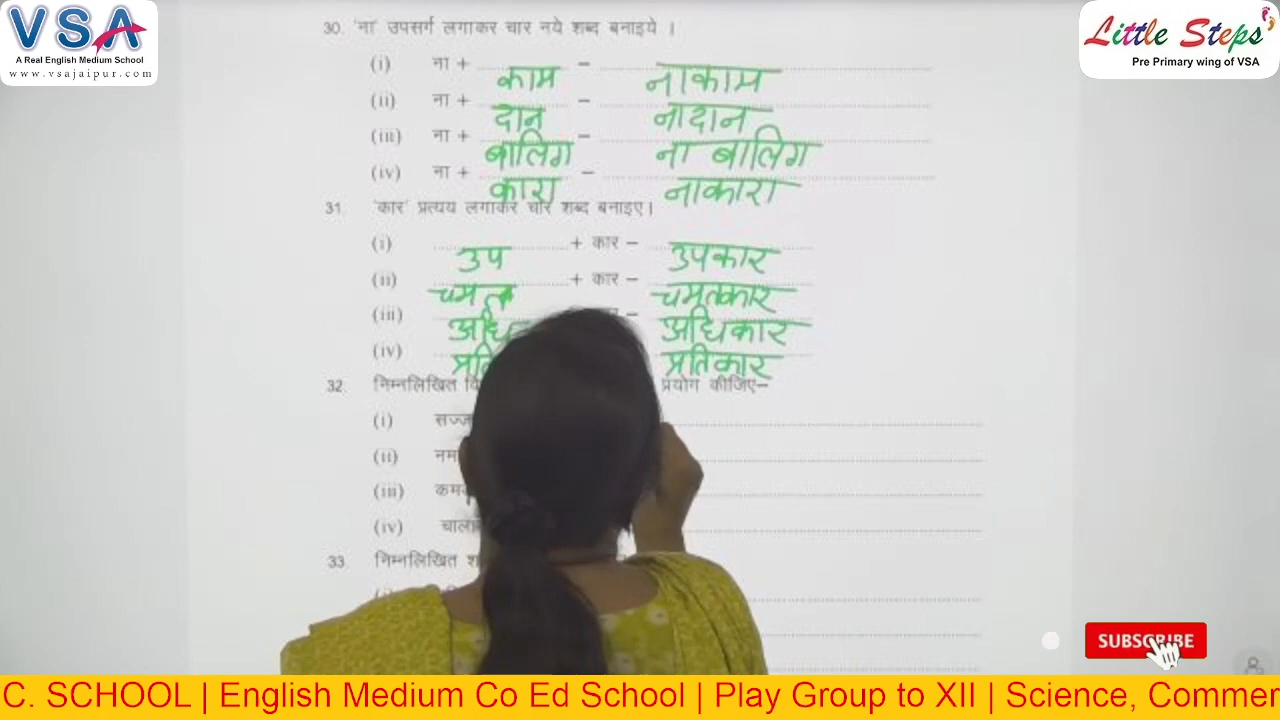 VSA
A Real English Medium School
www.vsajaipur.com
Little Steps
Pre Primary wing of VSA
30. 'ना' उपसर्ग लगाकर चार नये शब्द बनाइये ।
(i) ना + काम – नाकाम
(ii) ना + दान – नादान
(iii) ना + बालिग – ना बालिग
(iv) ना + कारा – नाकारा
31. 'कार' प्रत्यय लगाकर चार शब्द बनाइए।
(i) उप + कार – उपकार
(ii) चमत् + कार – चमत्कार
(iii) – अधिकार
(iv) प्रतिकार
32. निम्नलिखित प्रयोग कीजिए–
(i)
(ii)
(iii)
(iv)
33. निम्नलिखित
SUBSCRIBE
C. SCHOOL | English Medium Co Ed School | Play Group to XII | Science, Commer